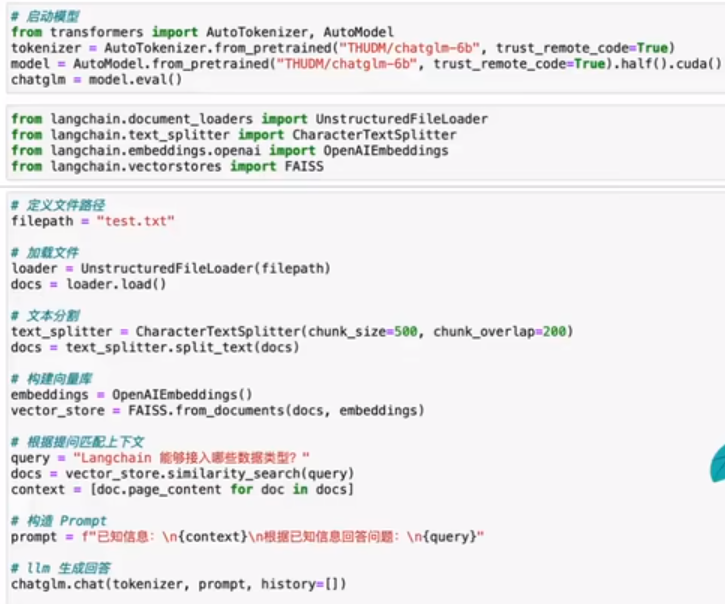 # 启动模型
from transformers import AutoTokenizer, AutoModel
tokenizer = AutoTokenizer.from_pretrained("THUDM/chatglm-6b", trust_remote_code=True)
model = AutoModel.from_pretrained("THUDM/chatglm-6b", trust_remote_code=True).half().cuda()
chatglm = model.eval()
from langchain.document_loaders import UnstructuredFileLoader
from langchain.text_splitter import CharacterTextSplitter
from langchain.embeddings.openai import OpenAIEmbeddings
from langchain.vectorstores import FAISS
# 定义文件路径
filepath = "test.txt"
# 加载文件
loader = UnstructuredFileLoader(filepath)
docs = loader.load()
# 文本分割
text_splitter = CharacterTextSplitter(chunk_size=500, chunk_overlap=200)
docs = text_splitter.split_text(docs)
# 构建向量库
embeddings = OpenAIEmbeddings()
vector_store = FAISS.from_documents(docs, embeddings)
# 根据提问匹配上下文
query = "Langchain 能够接入哪些数据类型？"
docs = vector_store.similarity_search(query)
context = [doc.page_content for doc in docs]
# 构造 Prompt
prompt = f"已知信息：\n{context}\n根据已知信息回答问题：\n{query}"
# llm 生成回答
chatglm.chat(tokenizer, prompt, history=[])